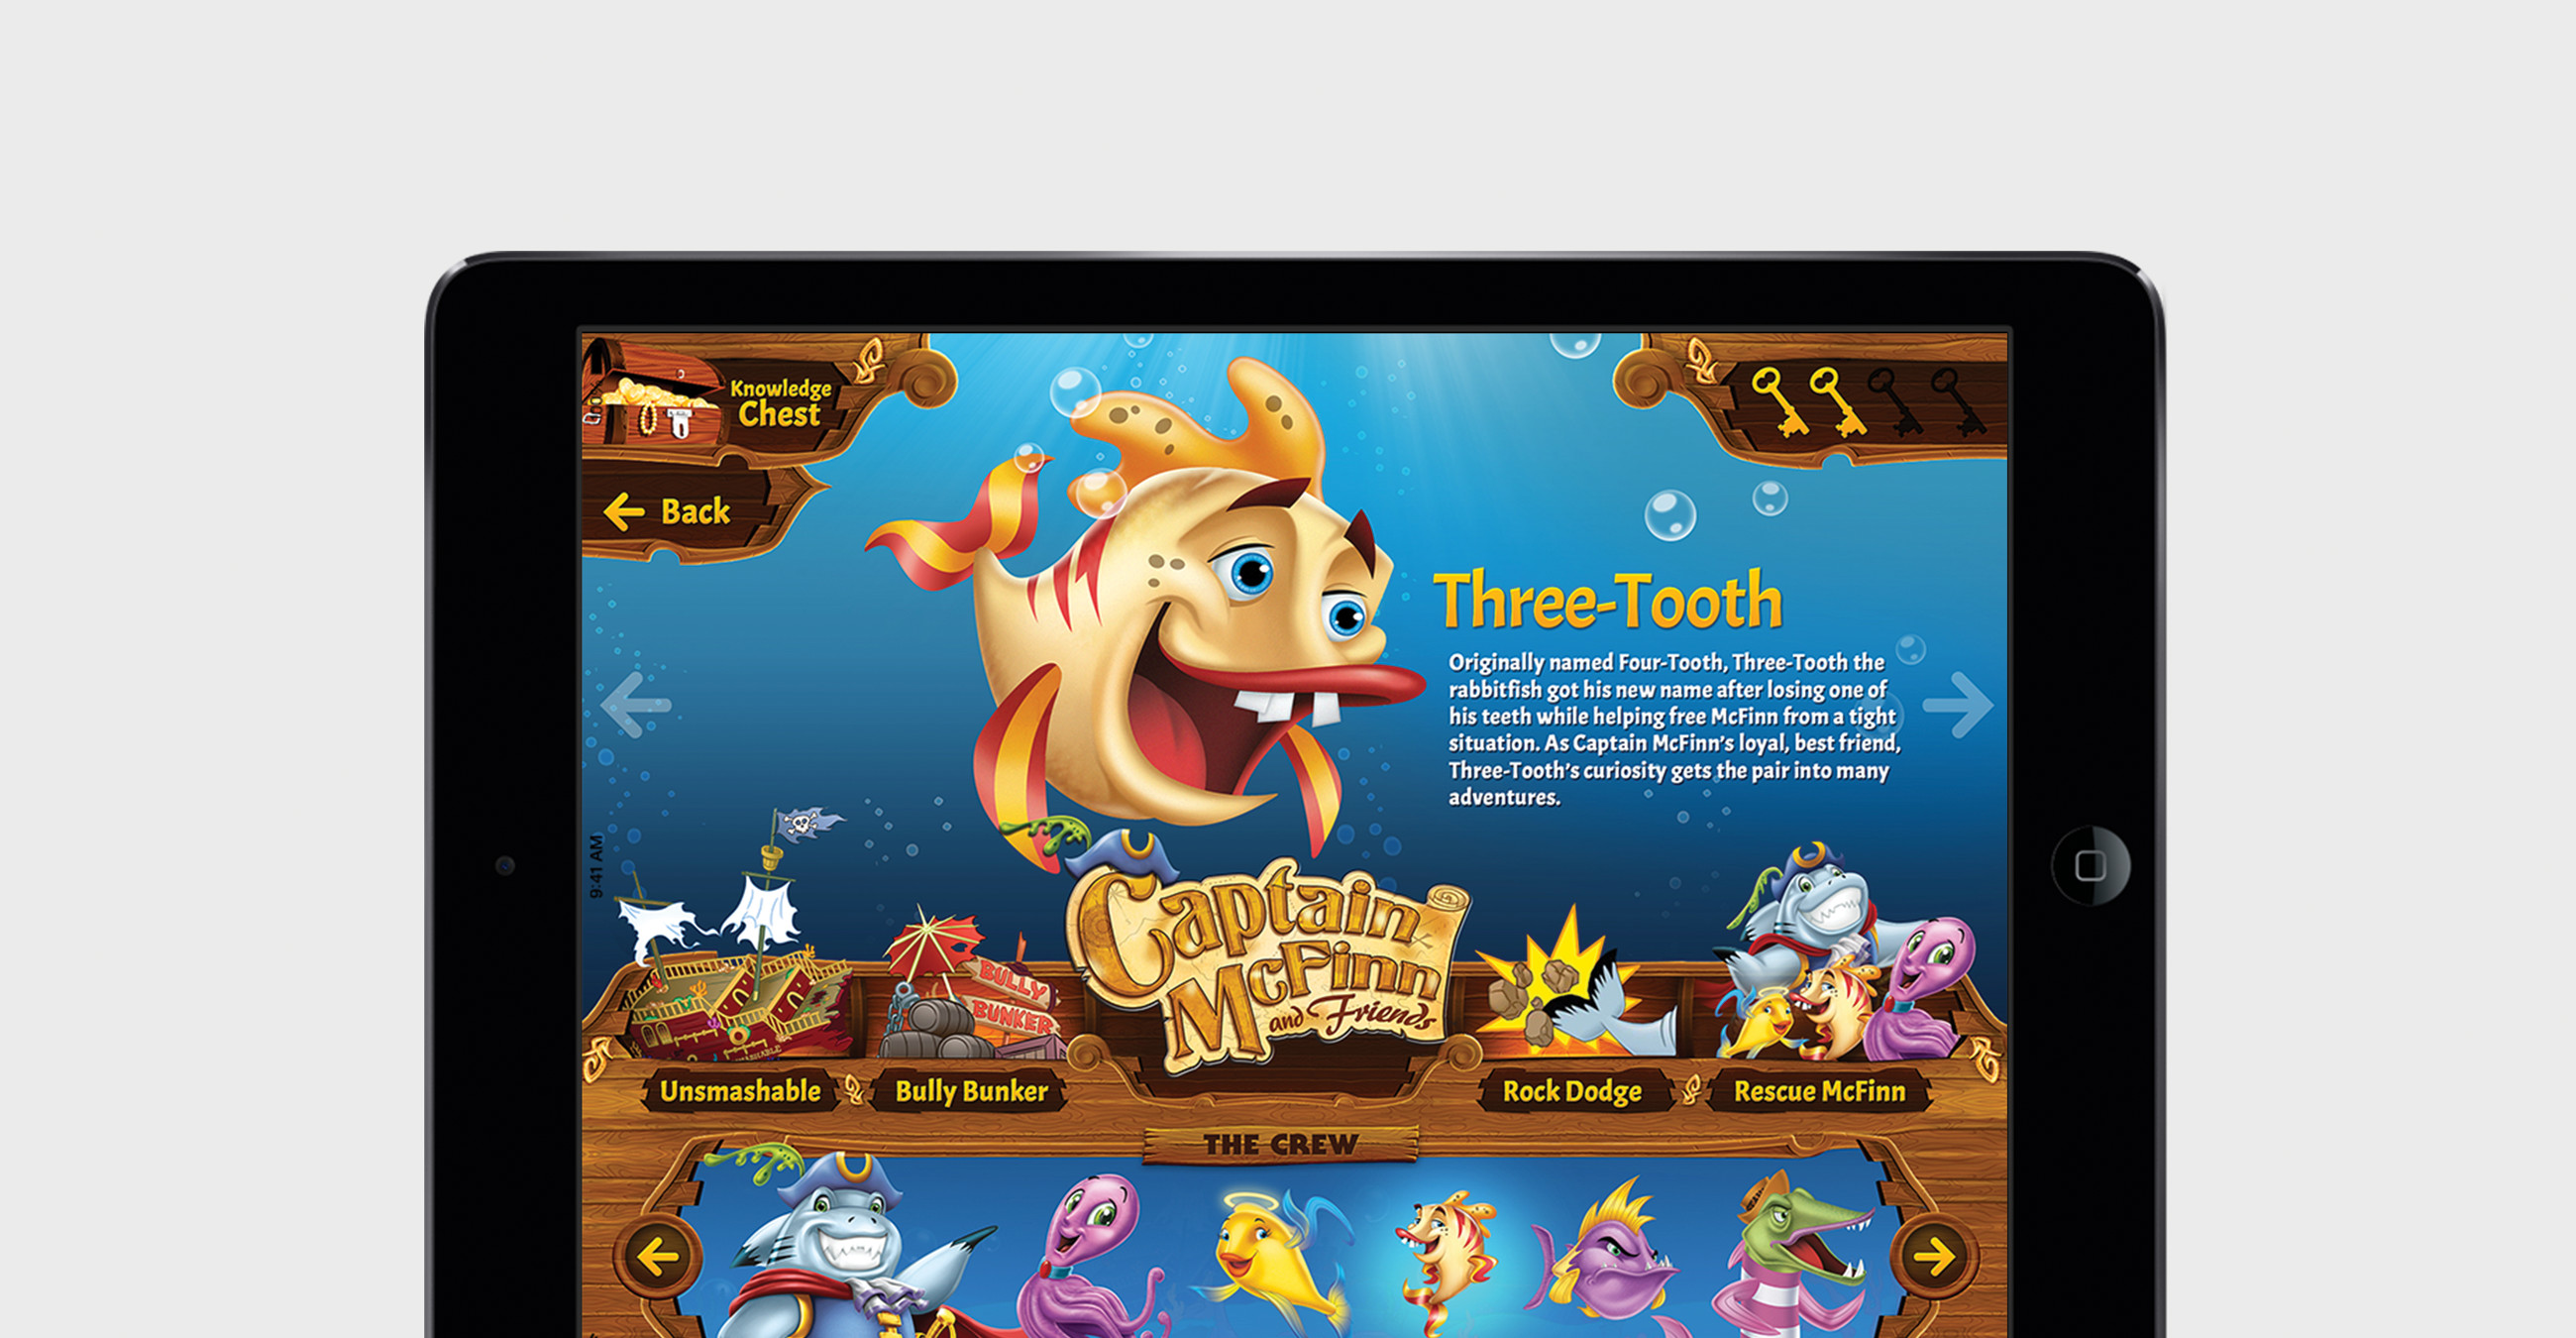 Knowledge
Chest
Back
Three-Tooth
Originally named Four-Tooth, Three-Tooth the
rabbitfish got his new name after losing one of
his teeth while helping free McFinn from a tight
situation. As Captain McFinn's loyal, best friend,
Three-Tooth's curiosity gets the pair into many
adventures.
9:41 AM
Captain
McFinn
and Friends
BULLY
BUNKER
Unsmashable
Bully Bunker
Rock Dodge
Rescue McFinn
THE CREW